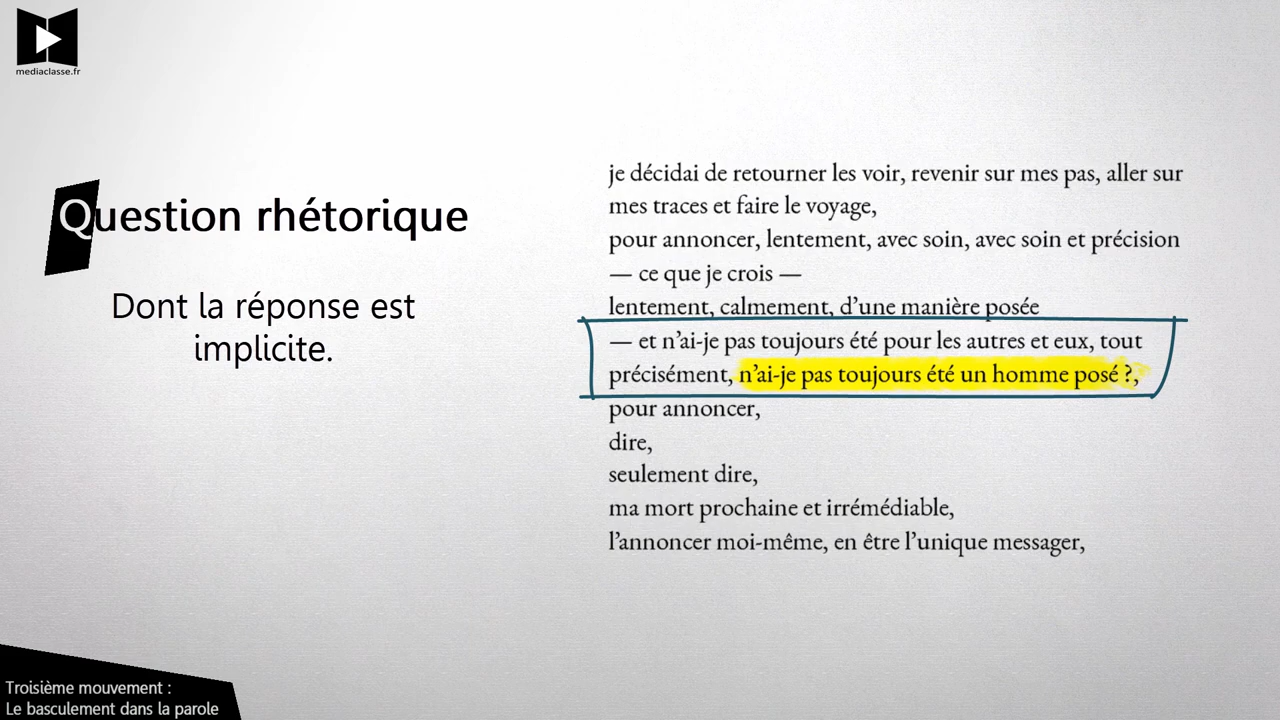 mediaclasse.fr
Question rhétorique
Dont la réponse est
implicite.
je décidai de retourner les voir, revenir sur mes pas, aller sur
mes traces et faire le voyage,
pour annoncer, lentement, avec soin, avec soin et précision
— ce que je crois —
lentement, calmement, d’une manière posée
— et n’ai-je pas toujours été pour les autres et eux, tout
précisément, n’ai-je pas toujours été un homme posé ?,
pour annoncer,
dire,
seulement dire,
ma mort prochaine et irrémédiable,
l’annoncer moi-même, en être l’unique messager,
Troisième mouvement :
Le basculement dans la parole